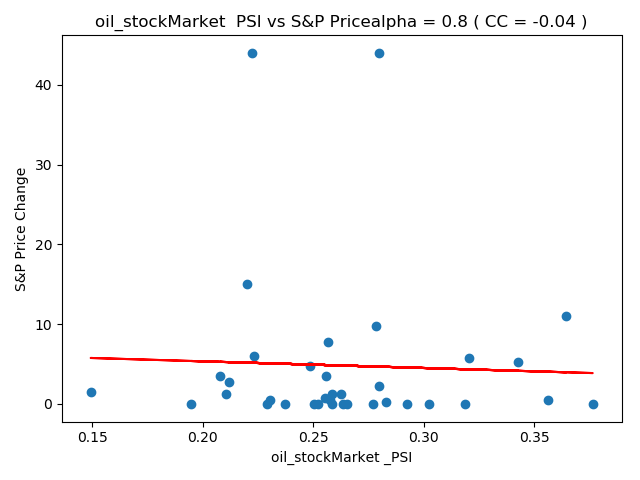 oil_stockMarket  PSI vs S&P Pricealpha = 0.8 ( CC = -0.04 )
40
30
20
10
0
S&P Price Change
0.15 0.20 0.25 0.30 0.35
oil_stockMarket _PSI